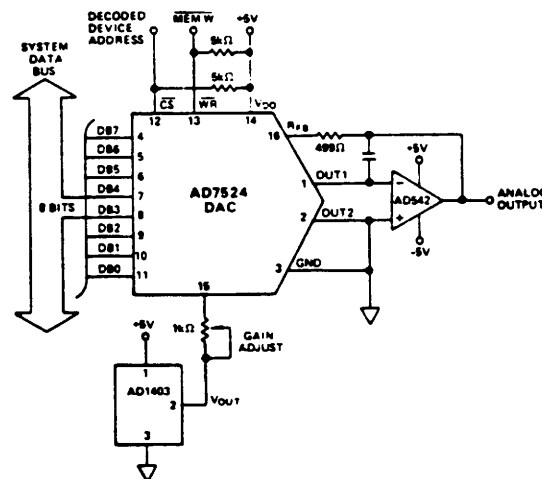 DECODED
DEVICE
ADDRESS
MEM W
+5V
5kΩ
5kΩ
SYSTEM
DATA
BUS
CS
WR
VDD
12
13
14
DB7
DB6
DB5
DB4
DB3
DB2
DB1
DB0
4
5
6
7
8
9
10
11
8 BITS
AD7524
DAC
16
RFB
499Ω
1
OUT1
2
OUT2
3
GND
+5V
AD542
-5V
ANALOG
OUTPUT
15
1kΩ
GAIN
ADJUST
+5V
1
AD1403
2
VOUT
3